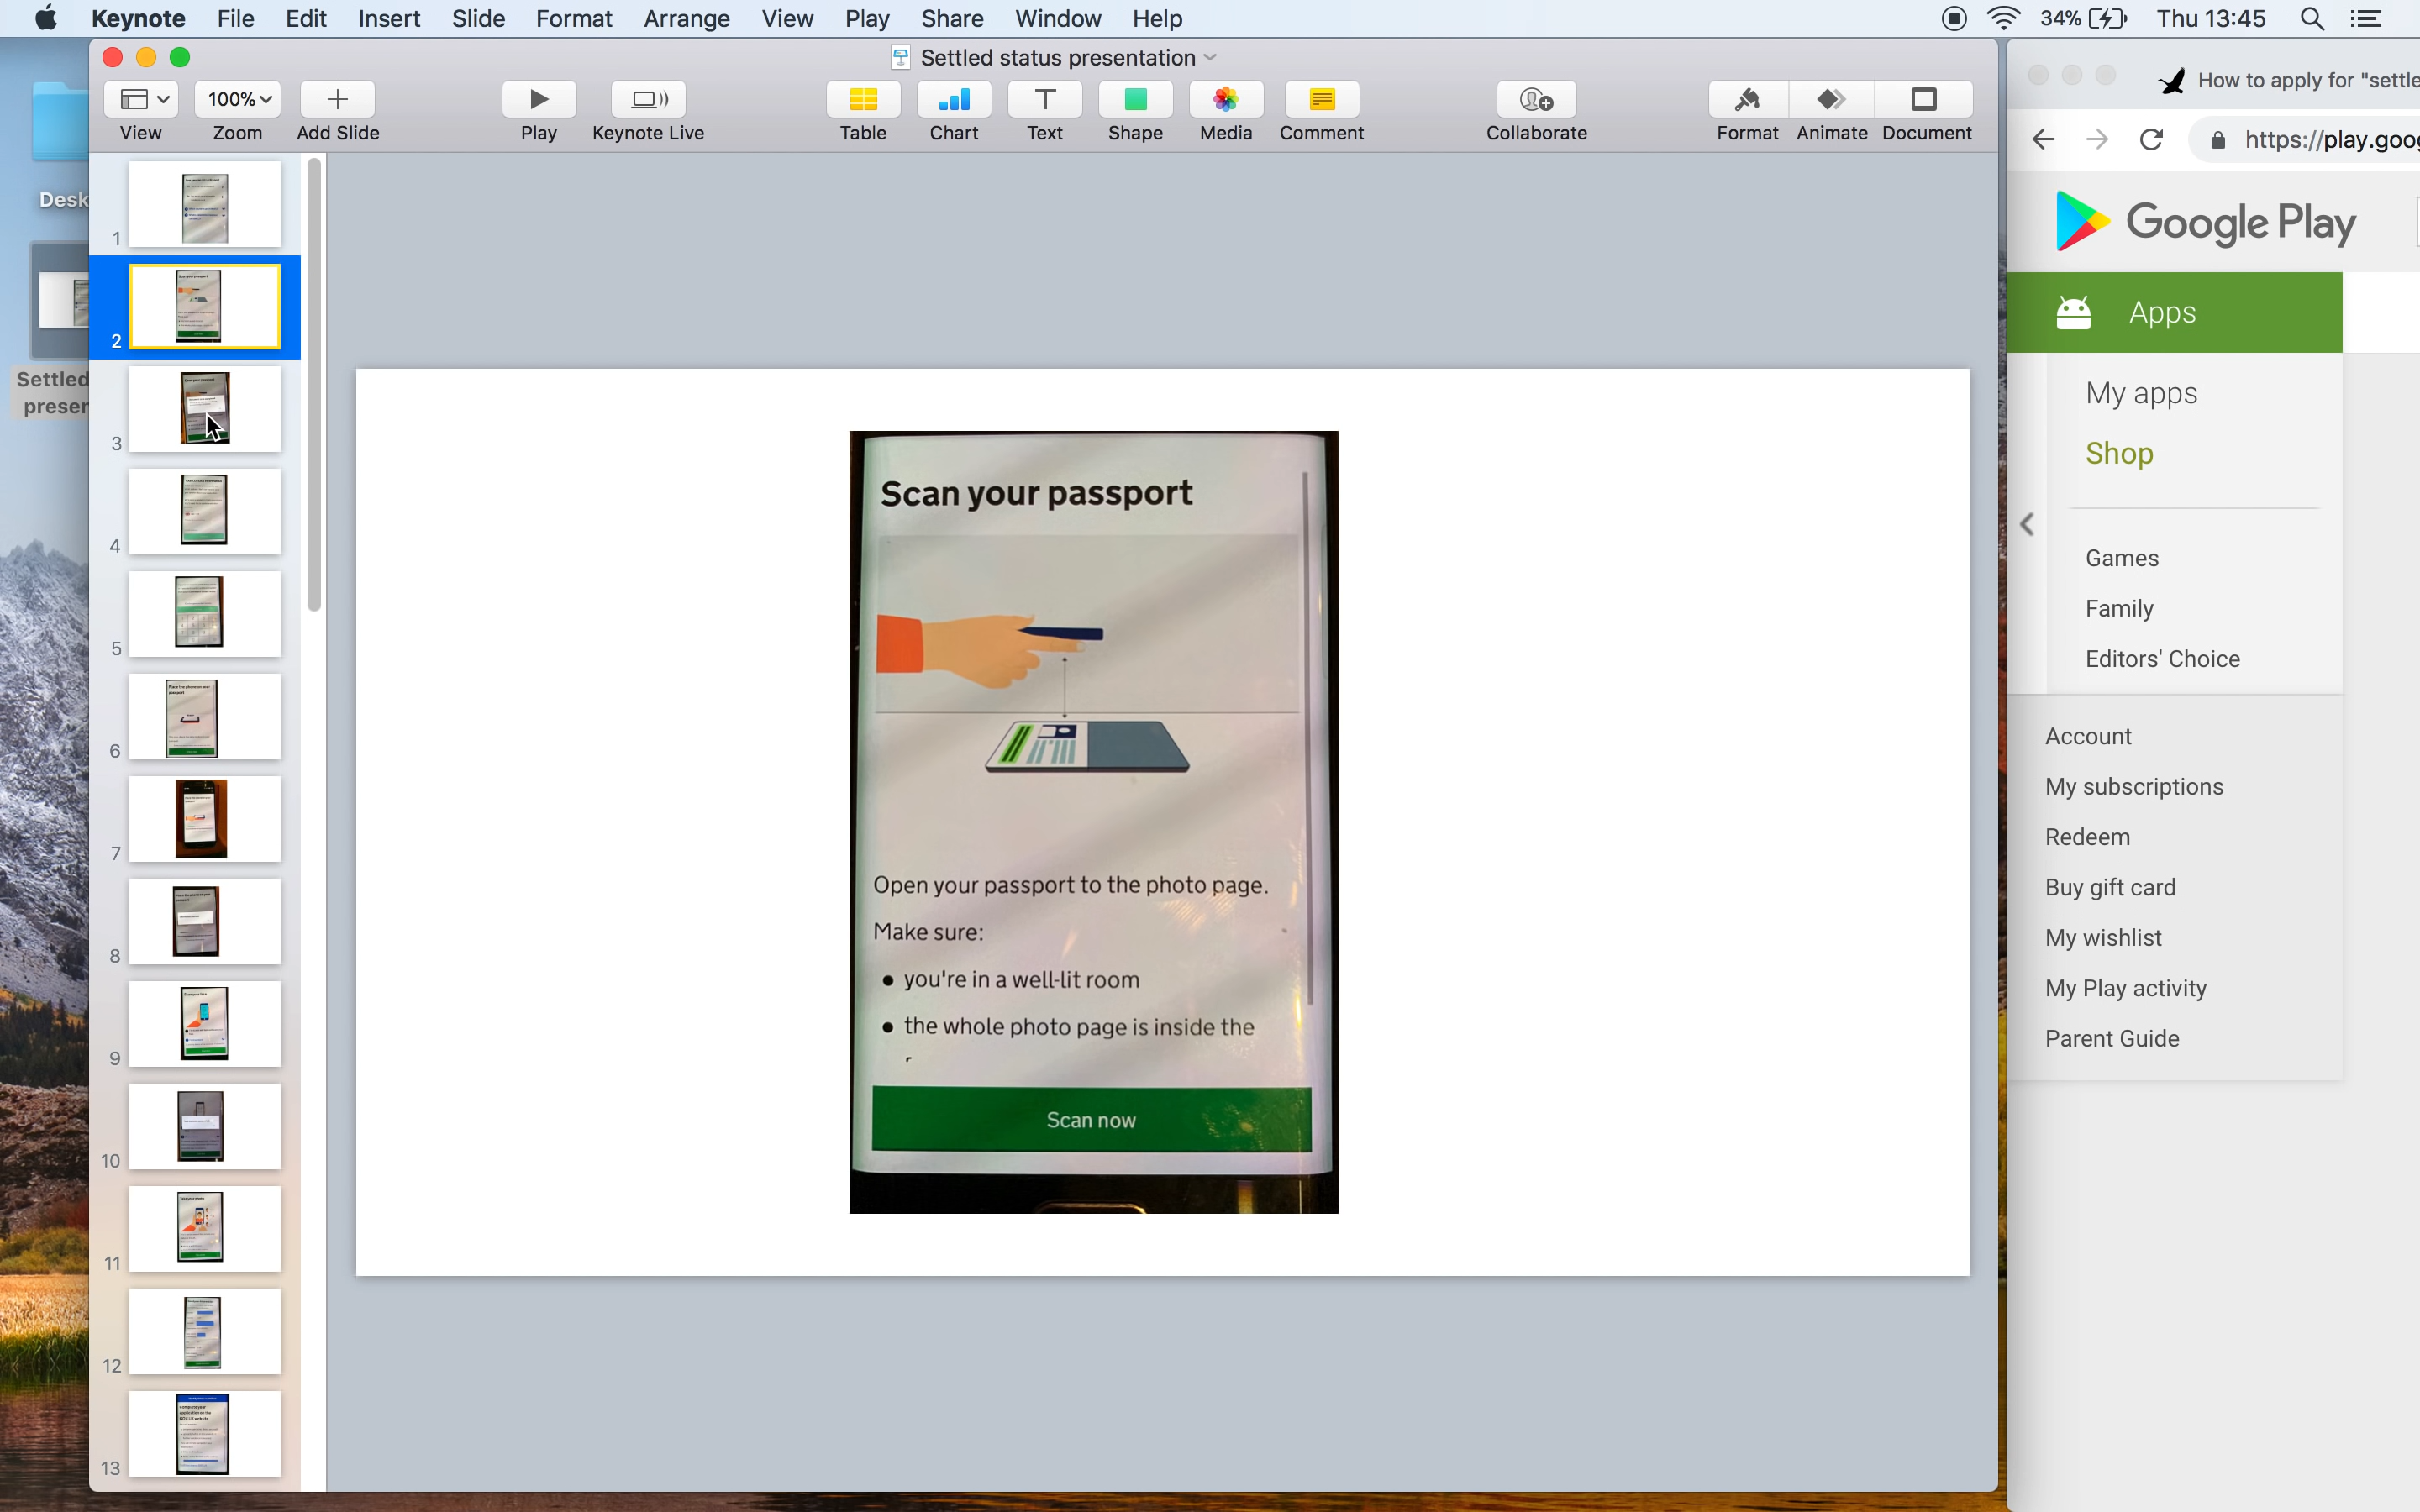 Keynote File Edit Insert Slide Format Arrange View Play Share Window Help
34% Thu 13:45
Settled status presentation
100%
View Zoom Add Slide Play Keynote Live Table Chart Text Shape Media Comment Collaborate Format Animate Document
Desk
Settled
preser
1
2
3
4
5
6
7
8
9
10
11
12
13
Scan your passport
Open your passport to the photo page.
Make sure:
• you're in a well-lit room
• the whole photo page is inside the
Scan now
How to apply for "settle
https://play.goog
Google Play
Apps
My apps
Shop
Games
Family
Editors' Choice
Account
My subscriptions
Redeem
Buy gift card
My wishlist
My Play activity
Parent Guide